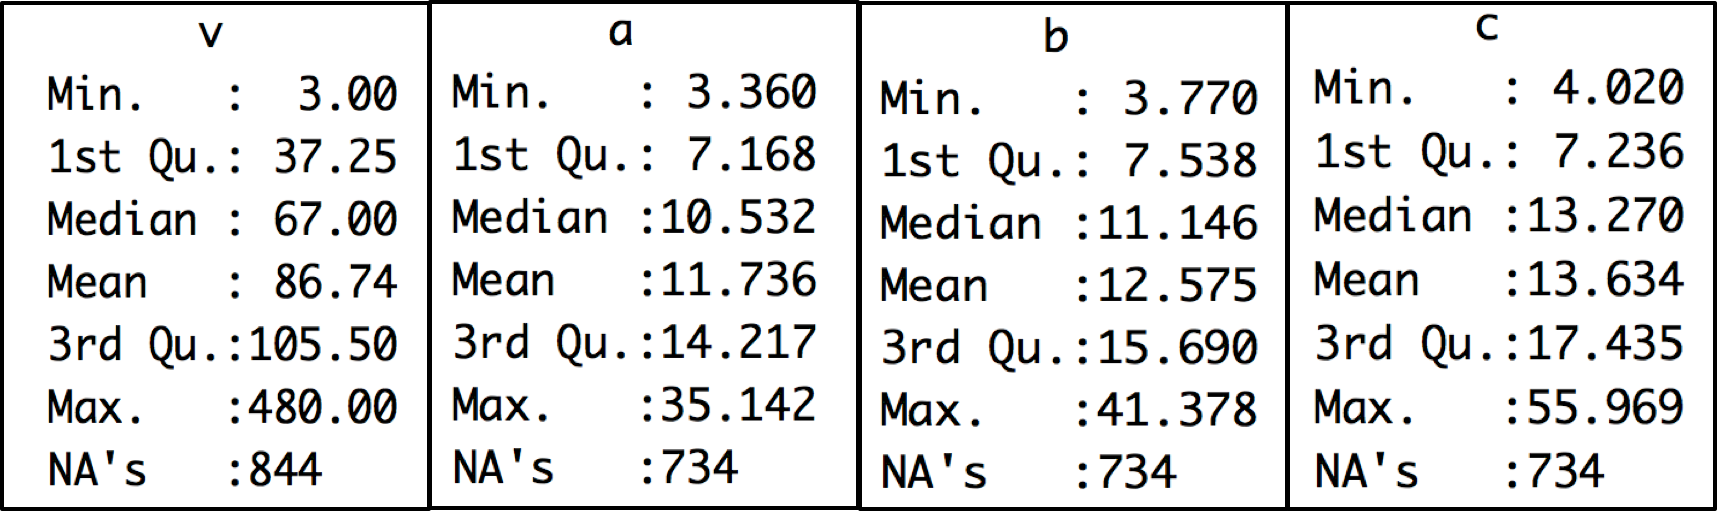 v
Min.   :  3.00
1st Qu.: 37.25
Median : 67.00
Mean   : 86.74
3rd Qu.:105.50
Max.   :480.00
NA's   :844
a
Min.   : 3.360
1st Qu.: 7.168
Median :10.532
Mean   :11.736
3rd Qu.:14.217
Max.   :35.142
NA's   :734
b
Min.   : 3.770
1st Qu.: 7.538
Median :11.146
Mean   :12.575
3rd Qu.:15.690
Max.   :41.378
NA's   :734
c
Min.   : 4.020
1st Qu.: 7.236
Median :13.270
Mean   :13.634
3rd Qu.:17.435
Max.   :55.969
NA's   :734